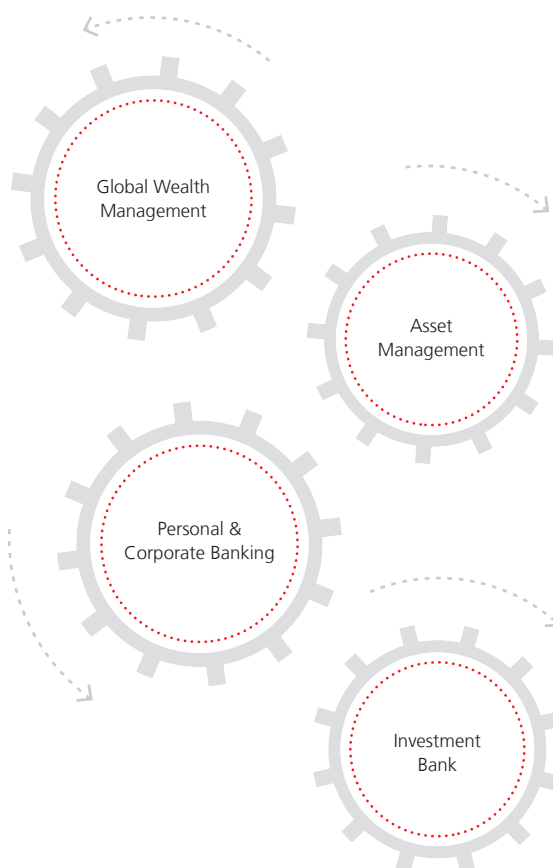 Global Wealth
Management
Asset
Management
Personal &
Corporate Banking
Investment
Bank